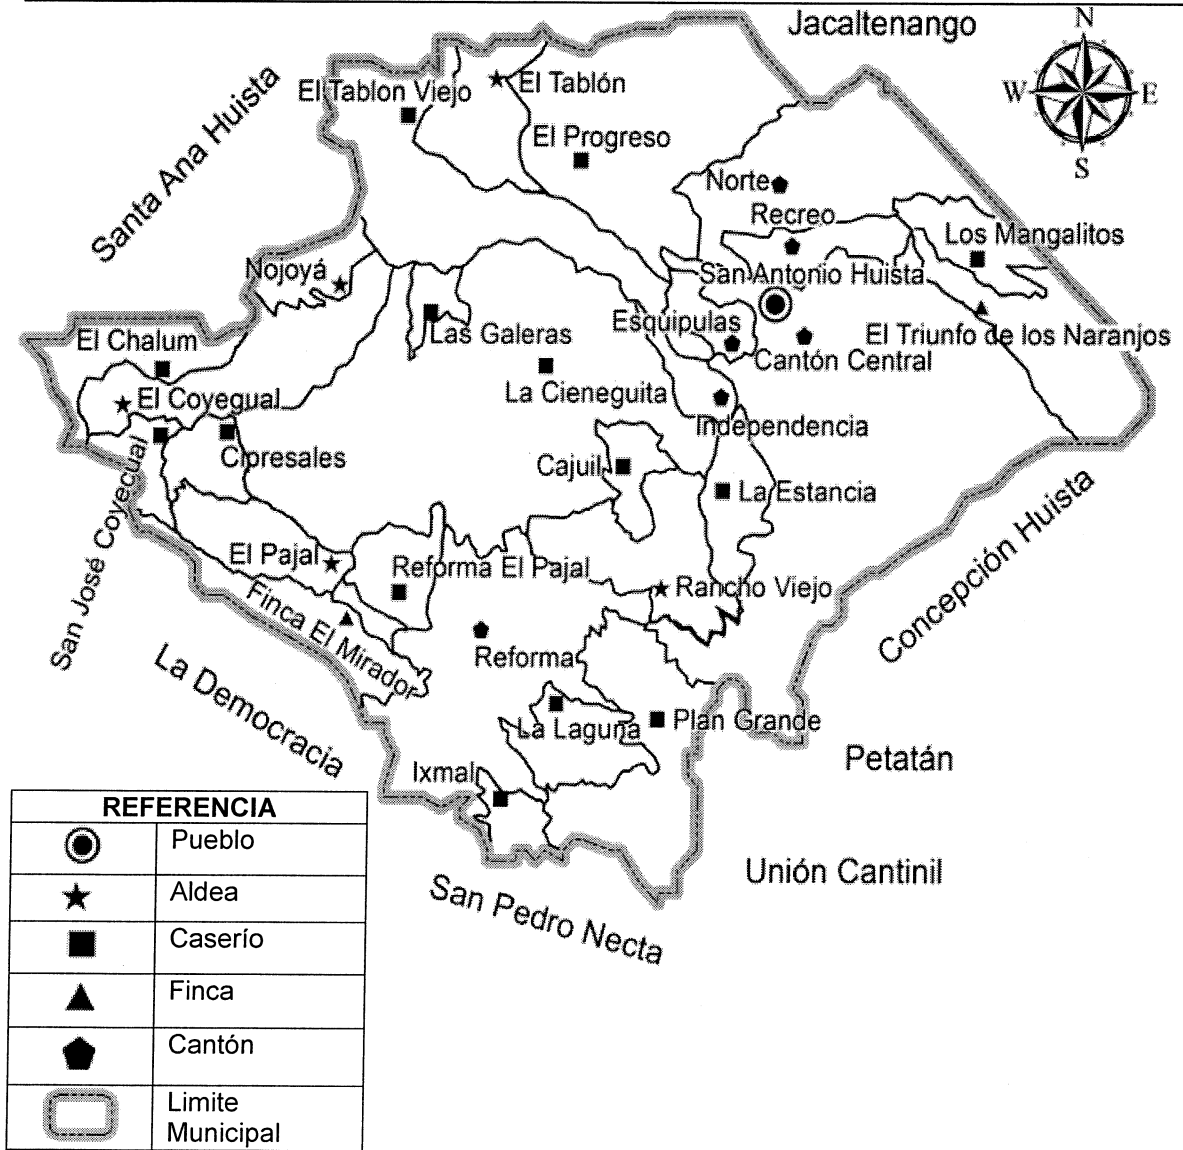 Jacaltenango
N
W
E
S
Santa Ana Huista
El Tablon Viejo
El Tablón
El Progreso
Norte
Recreo
Los Mangalitos
Nojoyá
San Antonio Huista
Las Galeras
Esquipulas
El Triunfo de los Naranjos
El Chalum
Cantón Central
La Cieneguita
El Coyegual
Independencia
Cipresales
Cajuil
La Estancia
San José Coyecual
Concepción Huista
El Pajal
Reforma El Pajal
Rancho Viejo
Finca El Mirador
Reforma
La Democracia
La Laguna
Plan Grande
Petatán
Ixmal
Unión Cantinil
San Pedro Necta
REFERENCIA
Pueblo
Aldea
Caserío
Finca
Cantón
Limite
Municipal